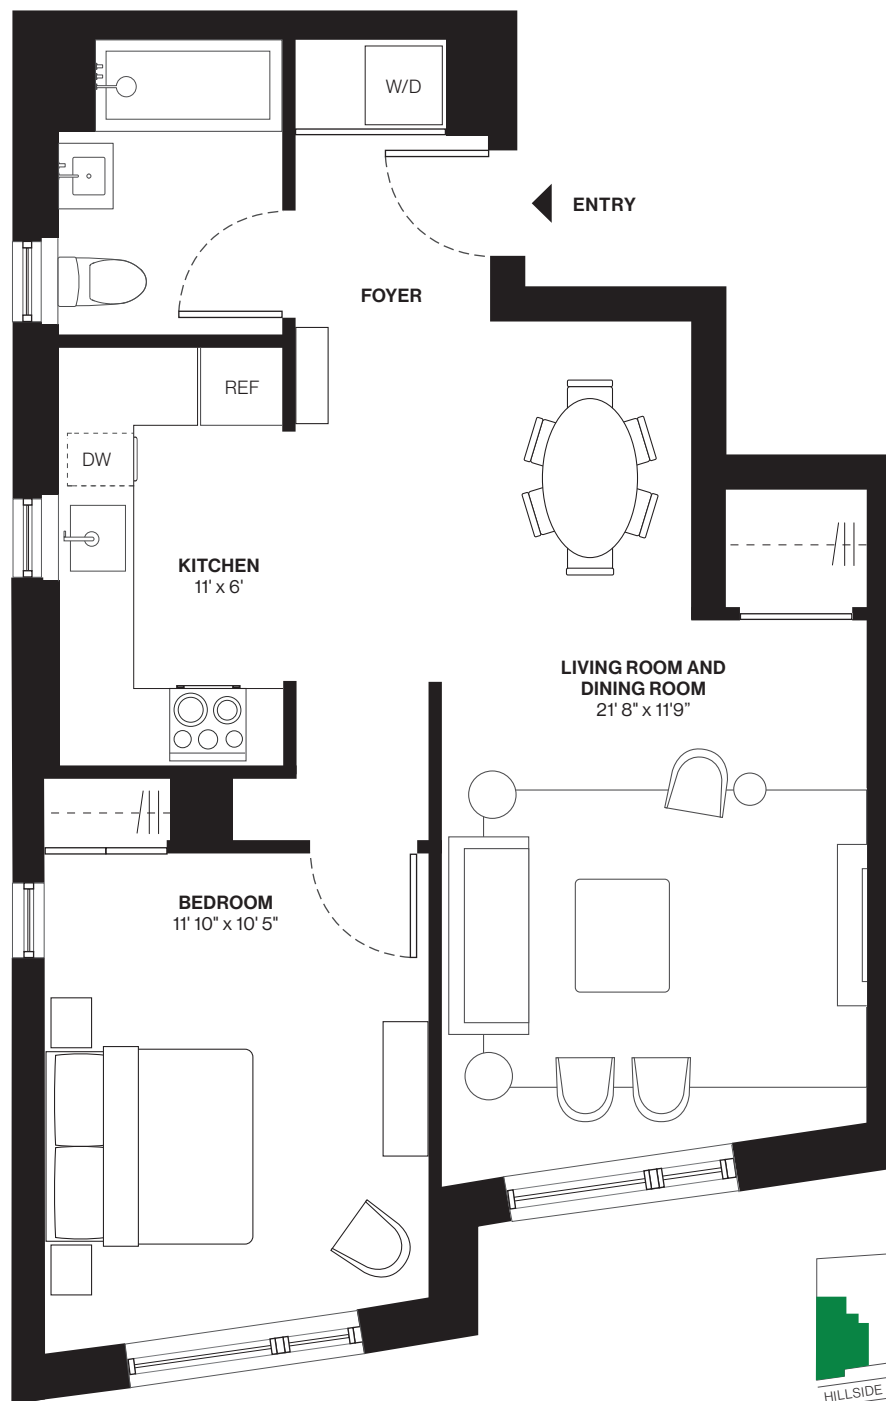 W/D
ENTRY
FOYER
REF
DW
KITCHEN
11' x 6'
LIVING ROOM AND
DINING ROOM
21' 8" x 11'9”
BEDROOM
11' 10" x 10' 5"
HILLSIDE